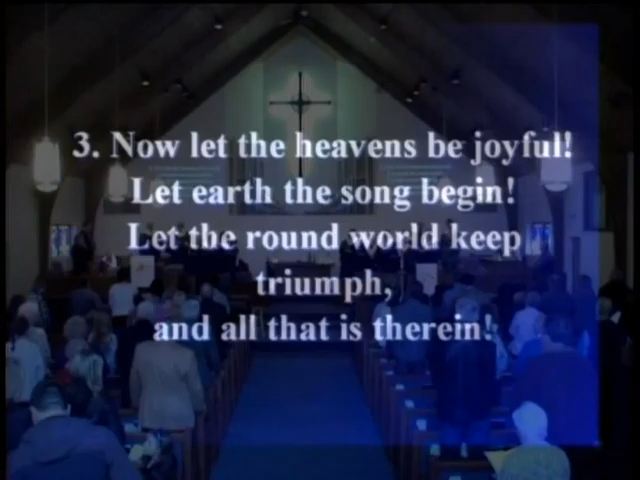 3. Now let the heavens be joyful!
Let earth the song begin!
Let the round world keep
triumph,
and all that is therein!